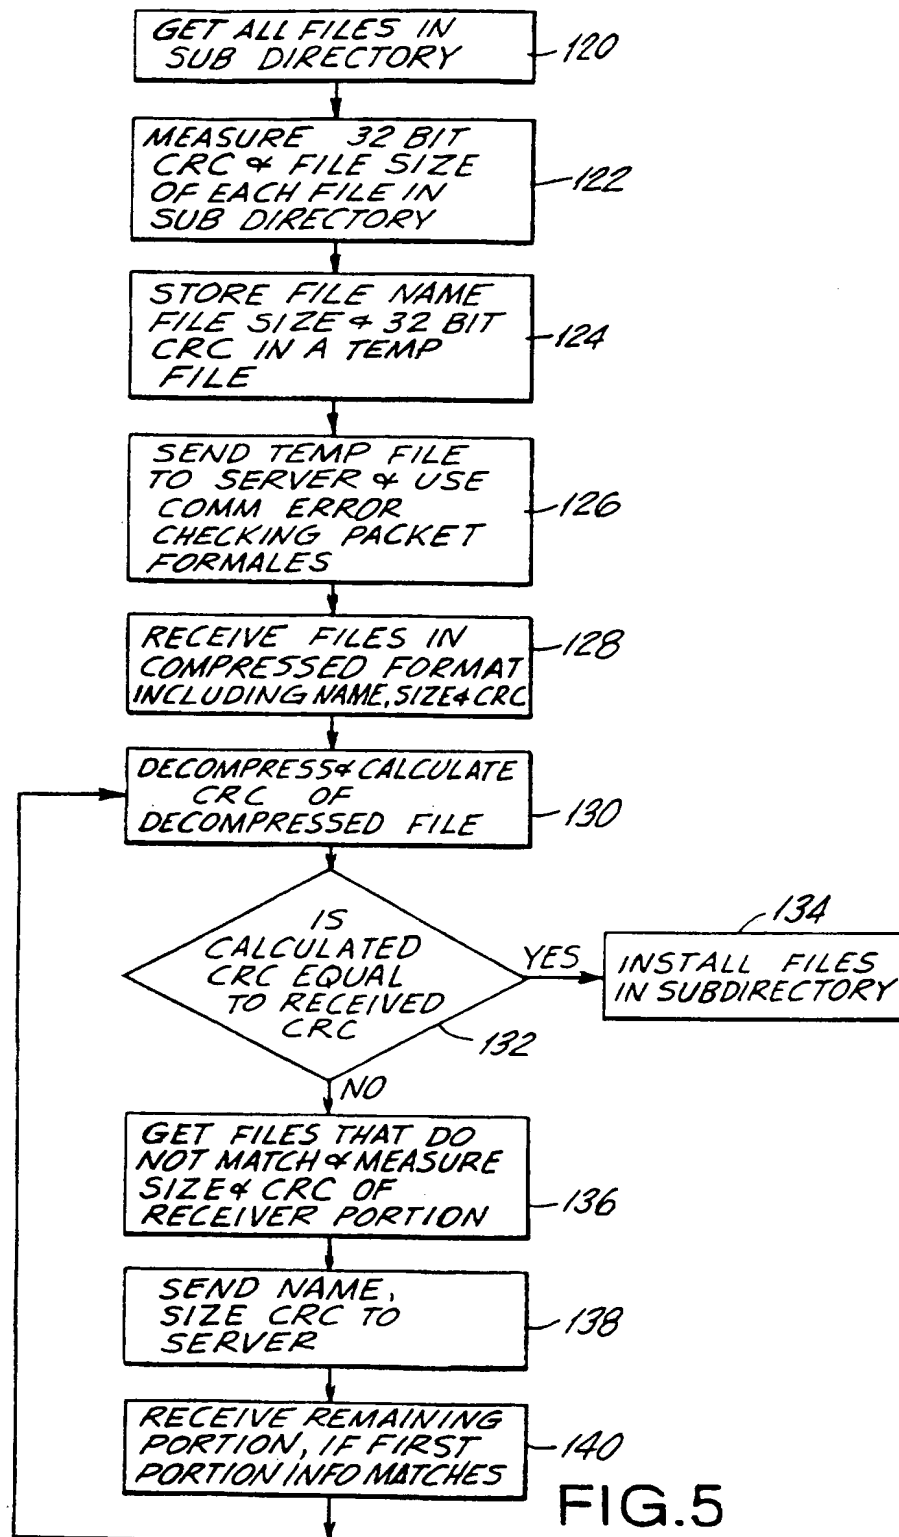 GET ALL FILES IN
SUB DIRECTORY
120
MEASURE 32 BIT
CRC & FILE SIZE
OF EACH FILE IN
SUB DIRECTORY
122
STORE FILE NAME
FILE SIZE & 32 BIT
CRC IN A TEMP
FILE
124
SEND TEMP FILE
TO SERVER & USE
COMM ERROR
CHECKING PACKET
FORMALES
126
RECEIVE FILES IN
COMPRESSED FORMAT
INCLUDING NAME, SIZE & CRC
128
DECOMPRESS & CALCULATE
CRC OF
DECOMPRESSED FILE
130
IS
CALCULATED
CRC EQUAL
TO RECEIVED
CRC
132
YES
134
INSTALL FILES
IN SUBDIRECTORY
NO
GET FILES THAT DO
NOT MATCH & MEASURE
SIZE & CRC OF
RECEIVER PORTION
136
SEND NAME,
SIZE CRC TO
SERVER
138
RECEIVE REMAINING
PORTION, IF FIRST
PORTION INFO MATCHES
140
FIG.5